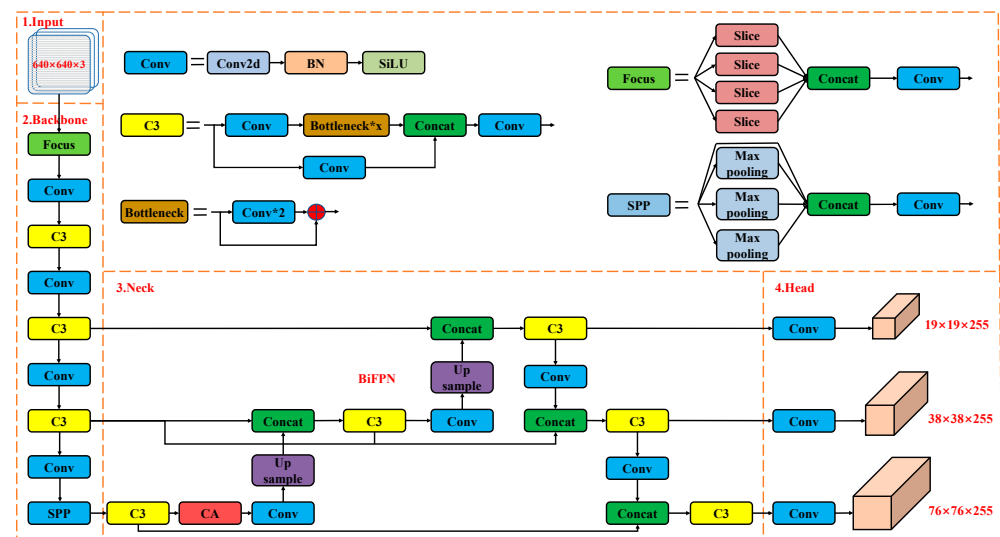 1.Input
640×640×3
2.Backbone
Focus
Conv
C3
Conv
C3
Conv
C3
Conv
SPP
Conv
Conv2d
BN
SiLU
C3
Conv
Bottleneck*x
Concat
Conv
Conv
Bottleneck
Conv*2
Focus
Slice
Slice
Slice
Slice
Concat
Conv
SPP
Max
pooling
Max
pooling
Max
pooling
Concat
Conv
3.Neck
Concat
C3
Up
sample
Conv
BiFPN
Concat
C3
Conv
Concat
C3
Up
sample
Conv
C3
CA
Conv
Concat
C3
4.Head
Conv
19×19×255
Conv
38×38×255
Conv
76×76×255